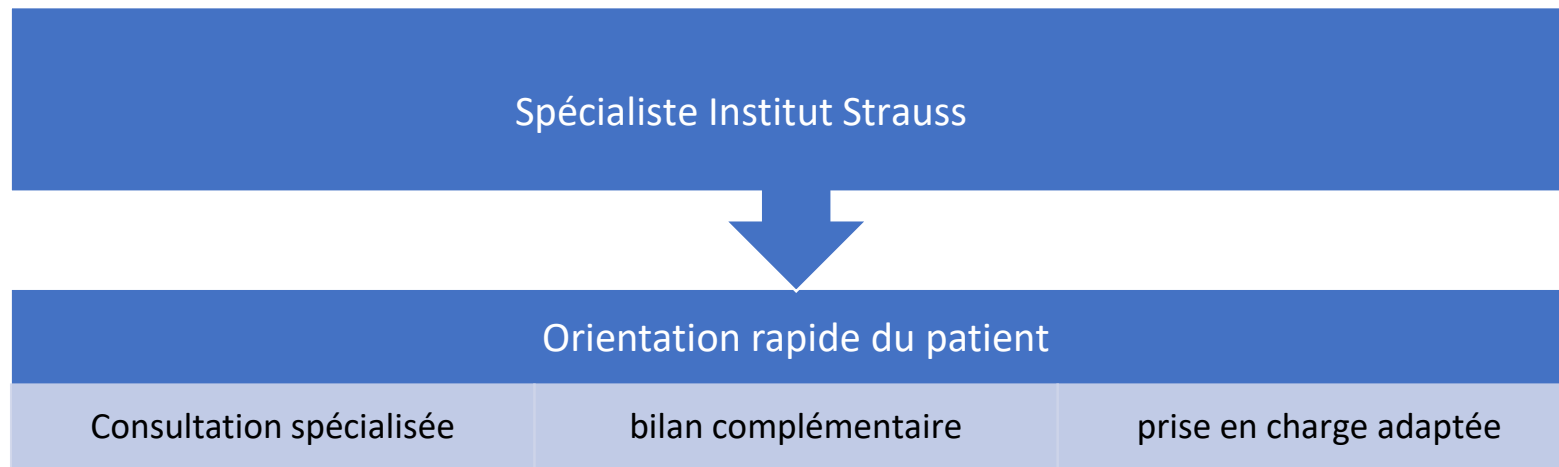 Spécialiste Institut Strauss
Orientation rapide du patient
Consultation spécialisée
bilan complémentaire
prise en charge adaptée